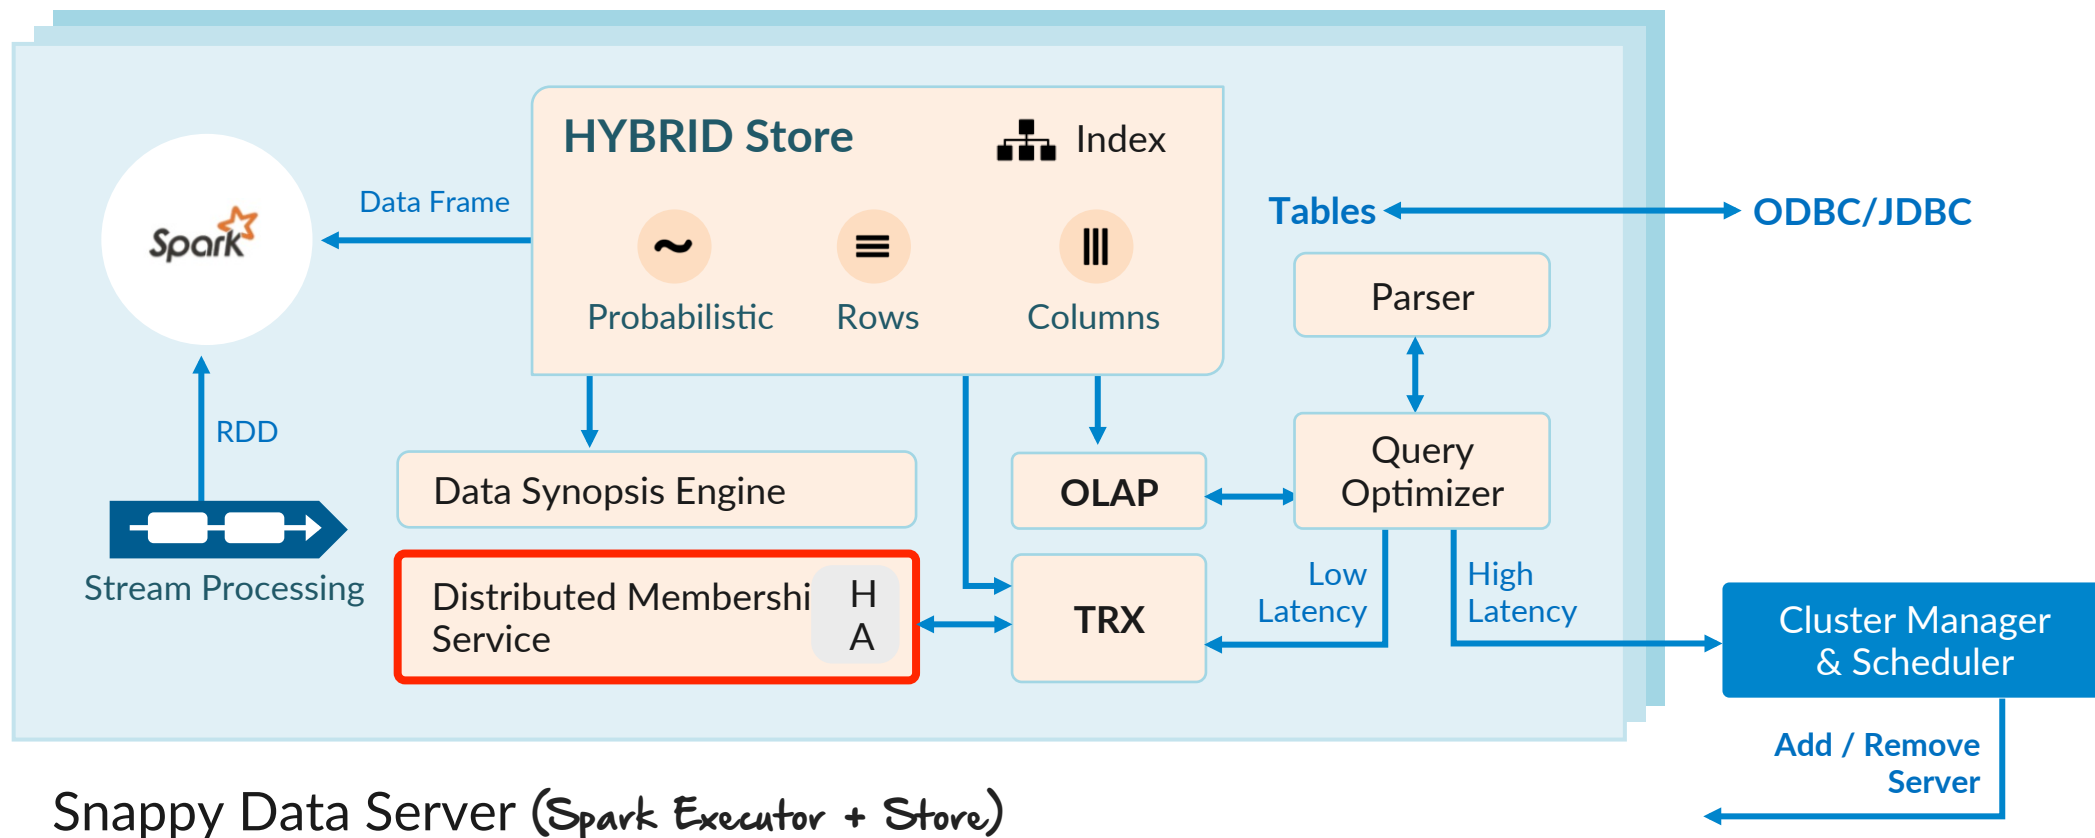 HYBRID Store
Index
Spark
Data Frame
Probabilistic
Rows
Columns
Tables
ODBC/JDBC
Parser
RDD
Query
Optimizer
Data Synopsis Engine
OLAP
Stream Processing
Distributed Membershi
Service
H
A
TRX
Low
Latency
High
Latency
Cluster Manager
& Scheduler
Add / Remove
Server
Snappy Data Server (Spark Executor + Store)